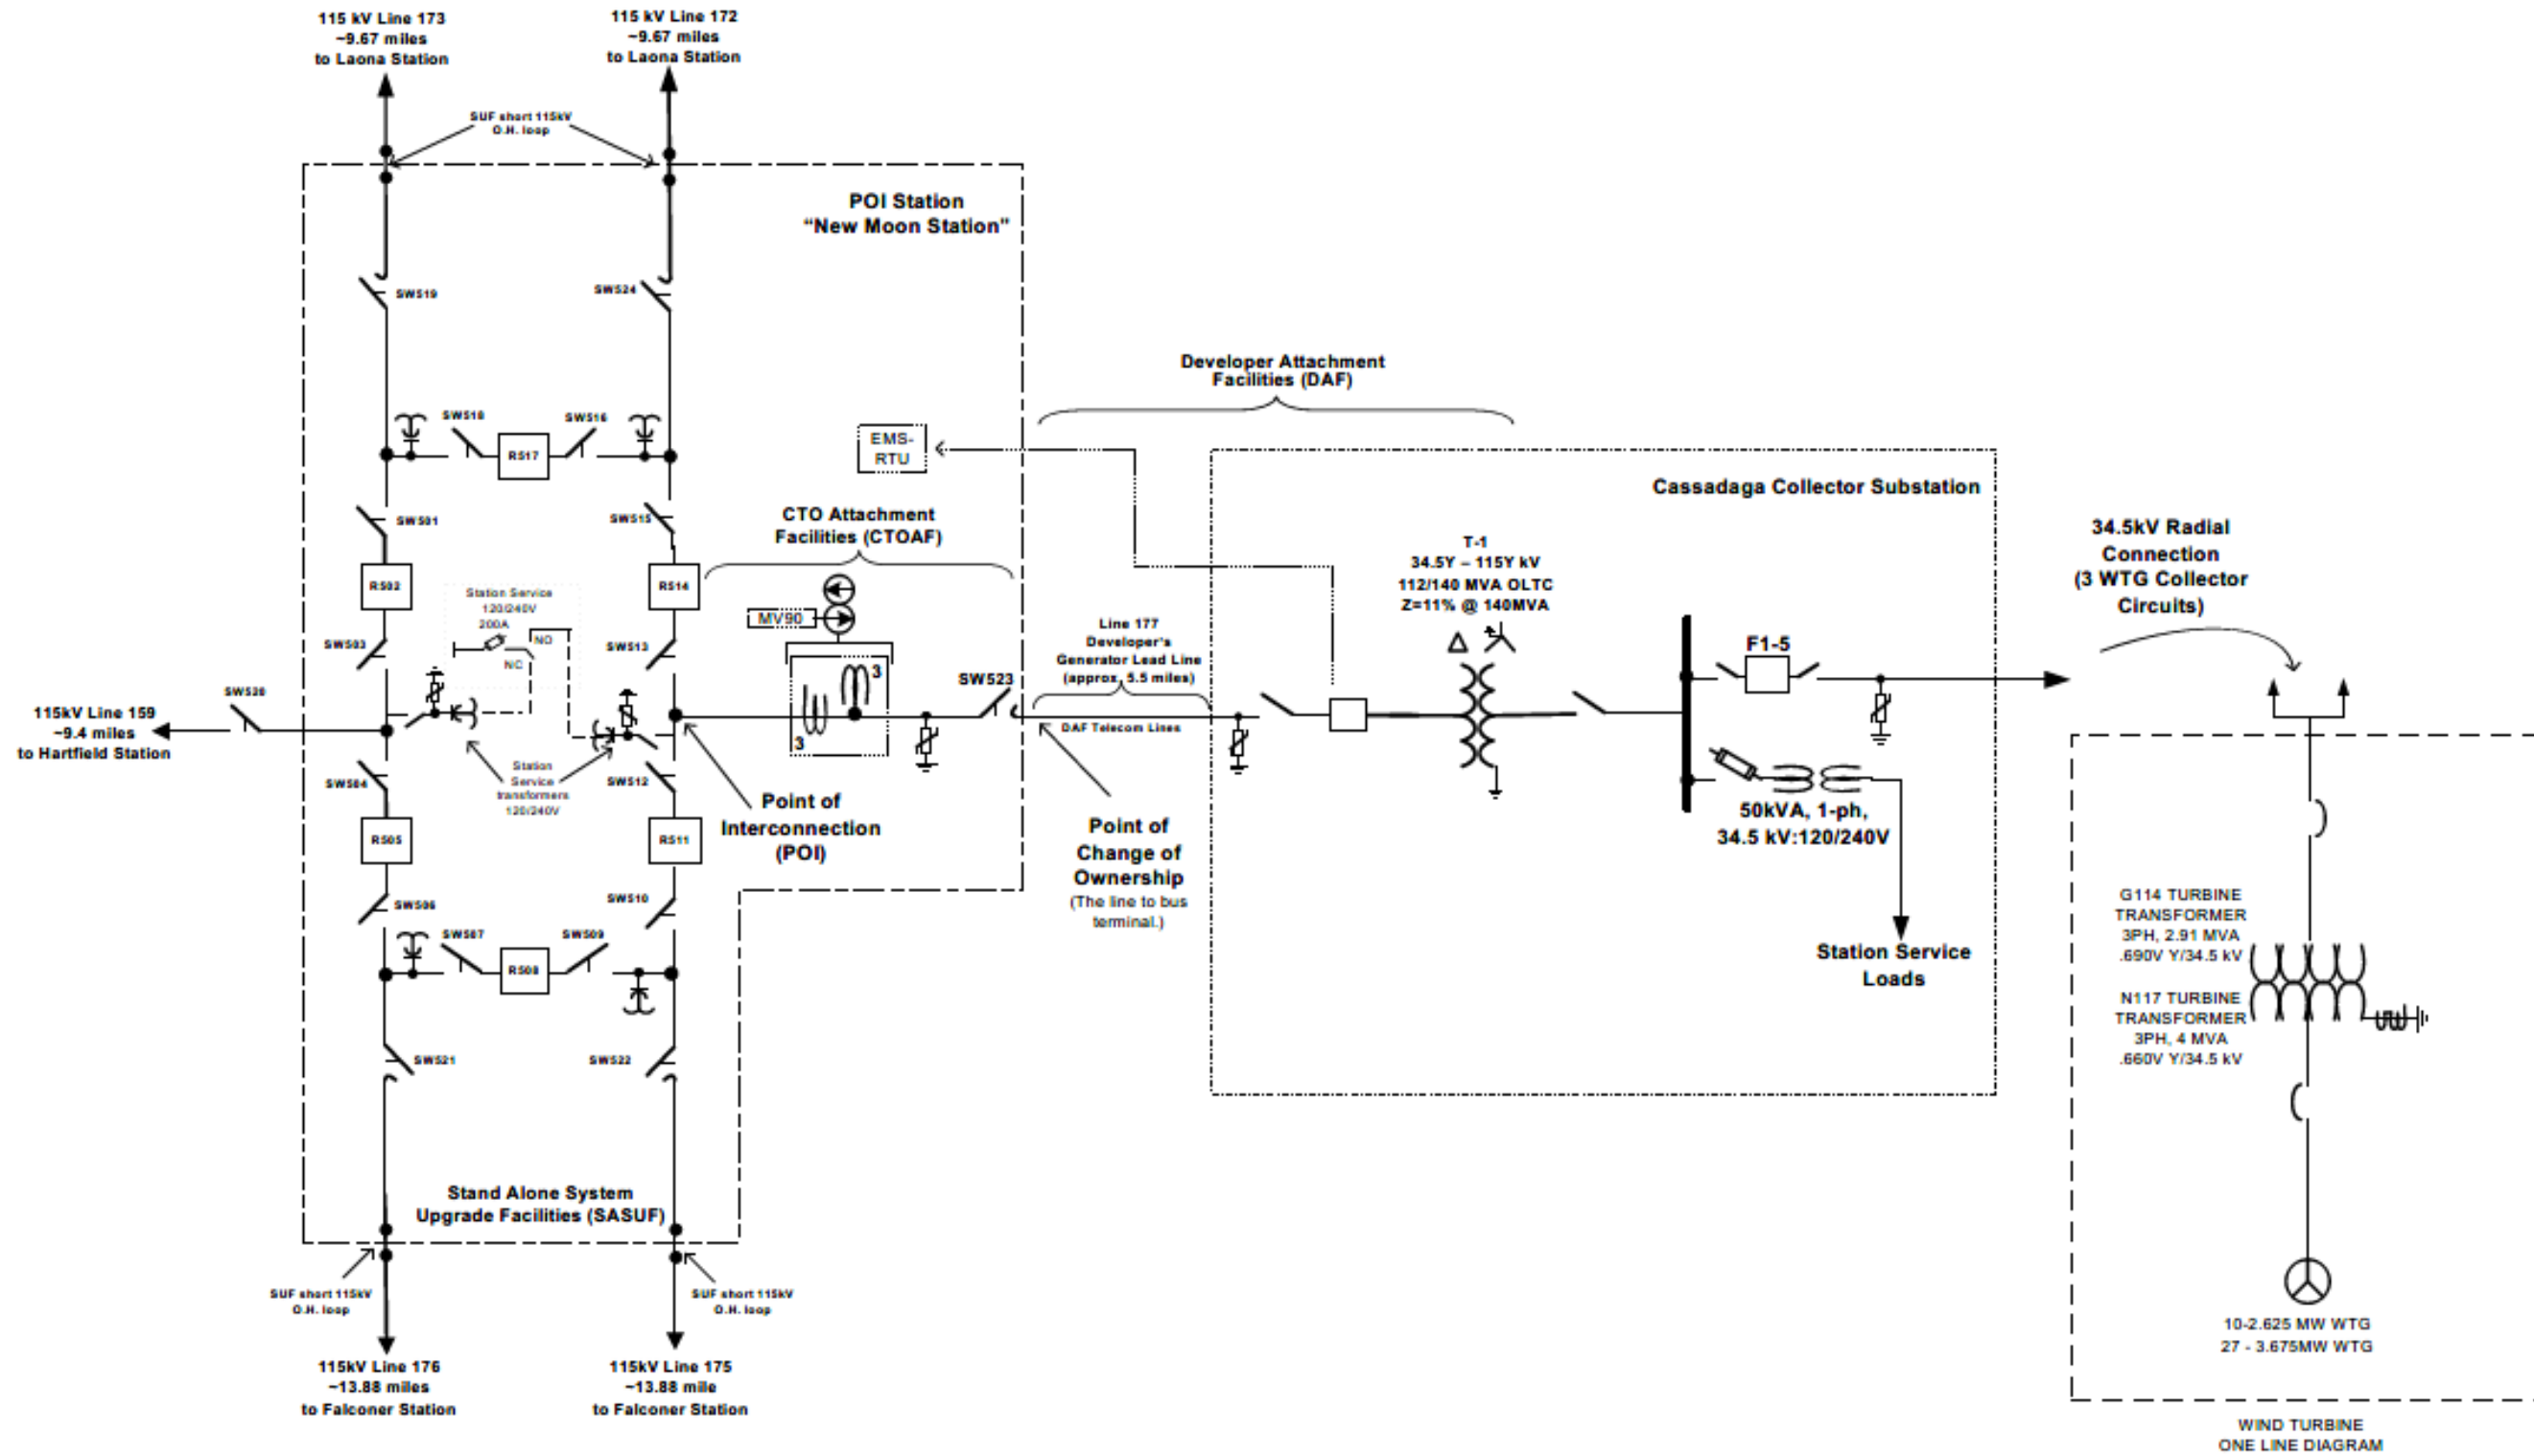 115 kV Line 173
~9.67 miles
to Laona Station
115 kV Line 172
~9.67 miles
to Laona Station
SUF short 115kV
O.H. loop
POI Station
“New Moon Station”
SW519
SW524
Developer Attachment
Facilities (DAF)
SW518
SW516
R517
EMS-
RTU
Cassadaga Collector Substation
SW501
SW515
CTO Attachment
Facilities (CTOAF)
34.5kV Radial
Connection
(3 WTG Collector
Circuits)
T-1
34.5Y – 115Y kV
112/140 MVA OLTC
Z=11% @ 140MVA
R502
R514
Station Service
120/240V
200A
NO
NC
MV90
SW503
SW513
3
3
Line 177
Developer's
Generator Lead Line
(approx. 5.5 miles)
DAF Telecom Lines
F1-5
SW520
SW523
115kV Line 159
~9.4 miles
to Hartfield Station
Station
Service
transformers
120/240V
SW504
SW512
Point of
Interconnection
(POI)
R505
R511
Point of
Change of
Ownership
(The line to bus
terminal.)
50kVA, 1-ph,
34.5 kV:120/240V
SW506
SW510
SW507
SW509
R508
Station Service
Loads
G114 TURBINE
TRANSFORMER
3PH, 2.91 MVA
.690V Y/34.5 kV
N117 TURBINE
TRANSFORMER
3PH, 4 MVA
.660V Y/34.5 kV
SW521
SW522
Stand Alone System
Upgrade Facilities (SASUF)
SUF short 115kV
O.H. loop
SUF short 115kV
O.H. loop
10-2.625 MW WTG
27 - 3.675MW WTG
115kV Line 176
~13.88 miles
to Falconer Station
115kV Line 175
~13.88 mile
to Falconer Station
WIND TURBINE
ONE LINE DIAGRAM